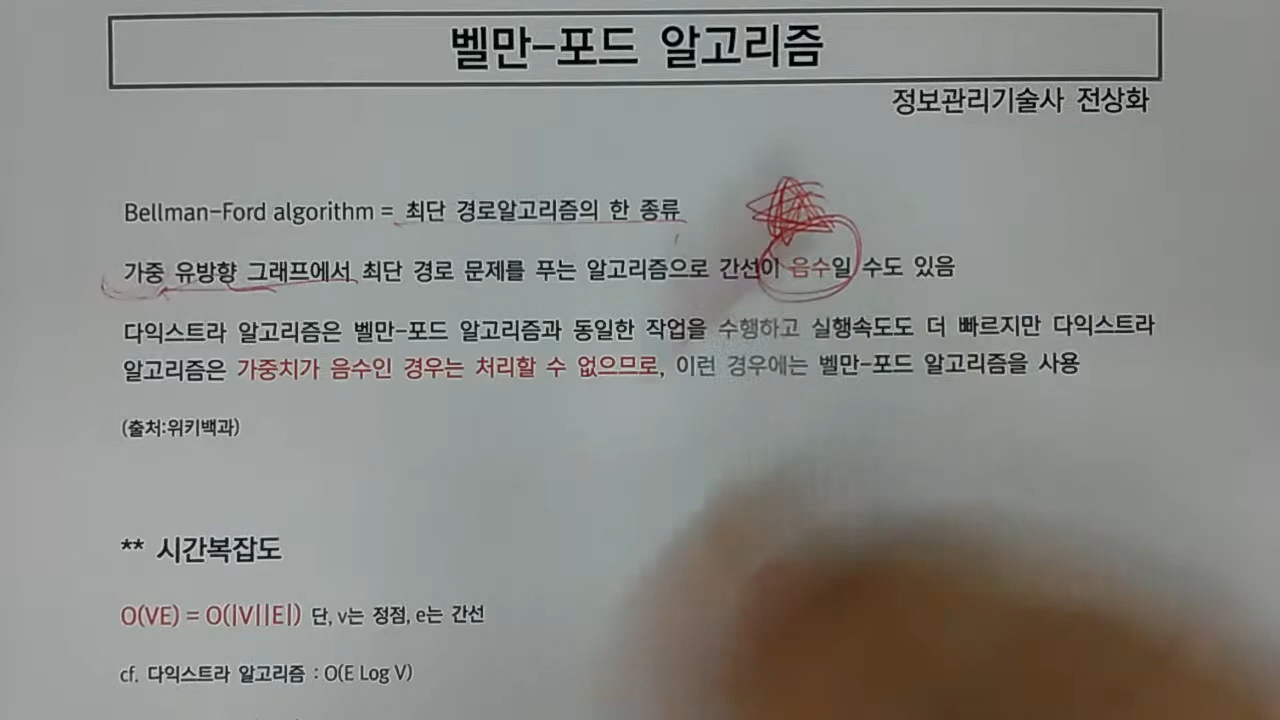 벨만-포드 알고리즘
정보관리기술사 전상화
Bellman-Ford algorithm = 최단 경로알고리즘의 한 종류
가중 유방향 그래프에서 최단 경로 문제를 푸는 알고리즘으로 간선이 음수일 수도 있음
다익스트라 알고리즘은 벨만-포드 알고리즘과 동일한 작업을 수행하고 실행속도도 더 빠르지만 다익스트라
알고리즘은 가중치가 음수인 경우는 처리할 수 없으므로, 이런 경우에는 벨만-포드 알고리즘을 사용
(출처:위키백과)
** 시간복잡도
O(VE) = O(|V||E|) 단, v는 정점, e는 간선
cf. 다익스트라 알고리즘 : O(E Log V)